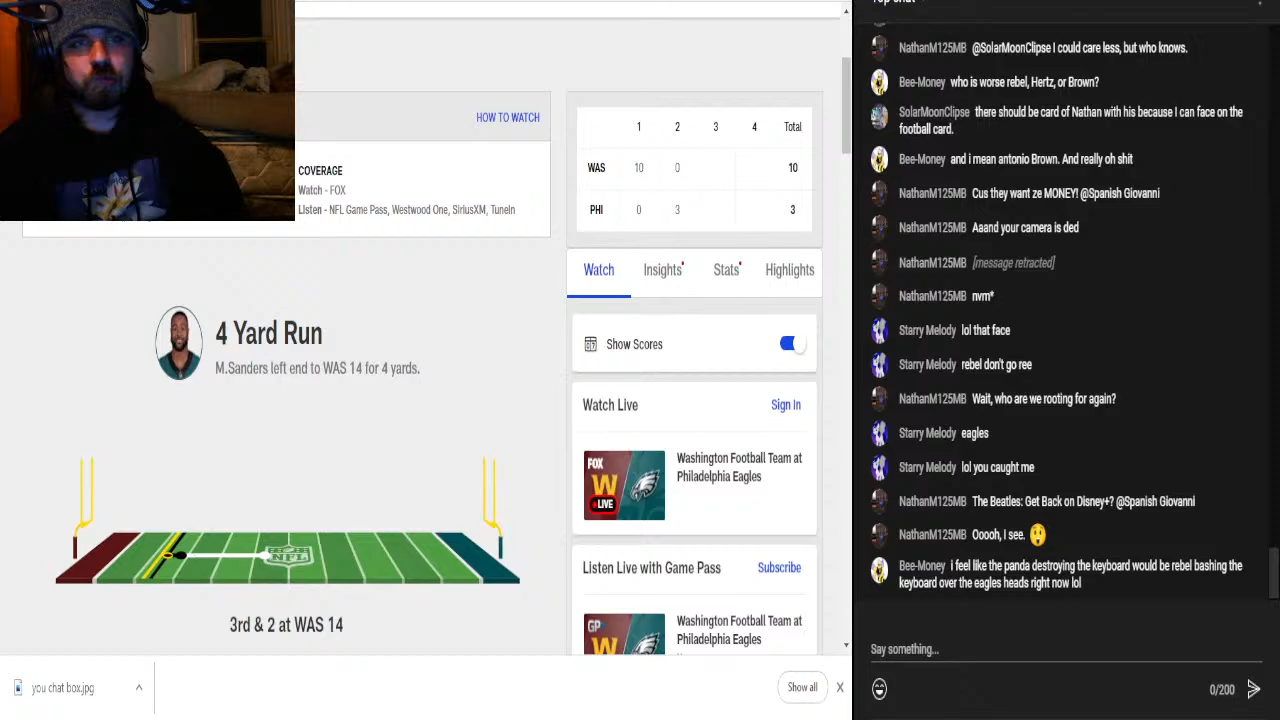 HOW TO WATCH
COVERAGE
Watch - FOX
Listen - NFL Game Pass, Westwood One, SiriusXM, TuneIn
1 2 3 4 Total
WAS 10 0 10
PHI 0 3 3
Watch Insights Stats Highlights
Show Scores
4 Yard Run
M.Sanders left end to WAS 14 for 4 yards.
Watch Live Sign In
FOX
W
LIVE
Washington Football Team at
Philadelphia Eagles
NFL
Listen Live with Game Pass Subscribe
GP
W
Washington Football Team at
Philadelphia Eagles
3rd & 2 at WAS 14
you chat box.jpg
Show all
X
NathanM125MB @SolarMoonClipse I could care less, but who knows.
Bee-Money who is worse rebel, Hertz, or Brown?
SolarMoonClipse there should be card of Nathan with his because I can face on the
football card.
Bee-Money and i mean antonio Brown. And really oh shit
NathanM125MB Cus they want ze MONEY! @Spanish Giovanni
NathanM125MB Aaand your camera is ded
NathanM125MB [message retracted]
NathanM125MB nvm*
Starry Melody lol that face
Starry Melody rebel don't go ree
NathanM125MB Wait, who are we rooting for again?
Starry Melody eagles
Starry Melody lol you caught me
NathanM125MB The Beatles: Get Back on Disney+? @Spanish Giovanni
NathanM125MB Ooooh, I see. 😲
Bee-Money i feel like the panda destroying the keyboard would be rebel bashing the
keyboard over the eagles heads right now lol
Say something...
0/200